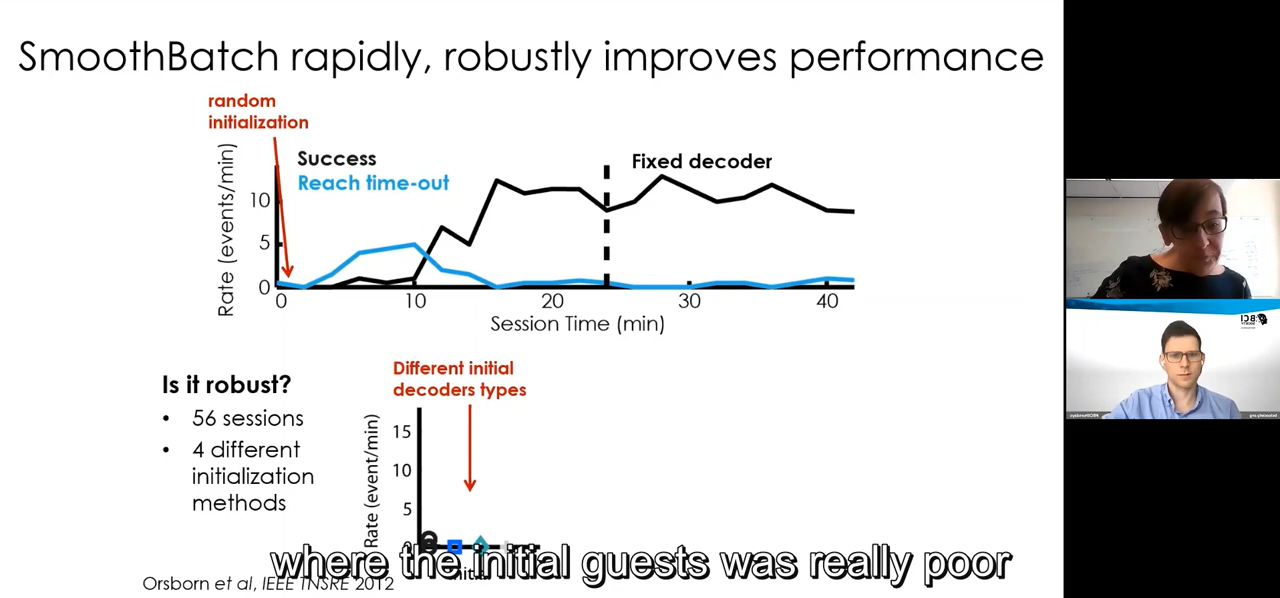 SmoothBatch rapidly, robustly improves performance
random
initialization
Success
Reach time-out
Fixed decoder
Rate (events/min)
10
5
0
0
10
20
30
40
Session Time (min)
Is it robust?
• 56 sessions
• 4 different
initialization
methods
Different initial
decoders types
Rate (event/min)
15
10
5
where the initial guests was really poor
Orsborn et al, IEEE TNSRE 2012